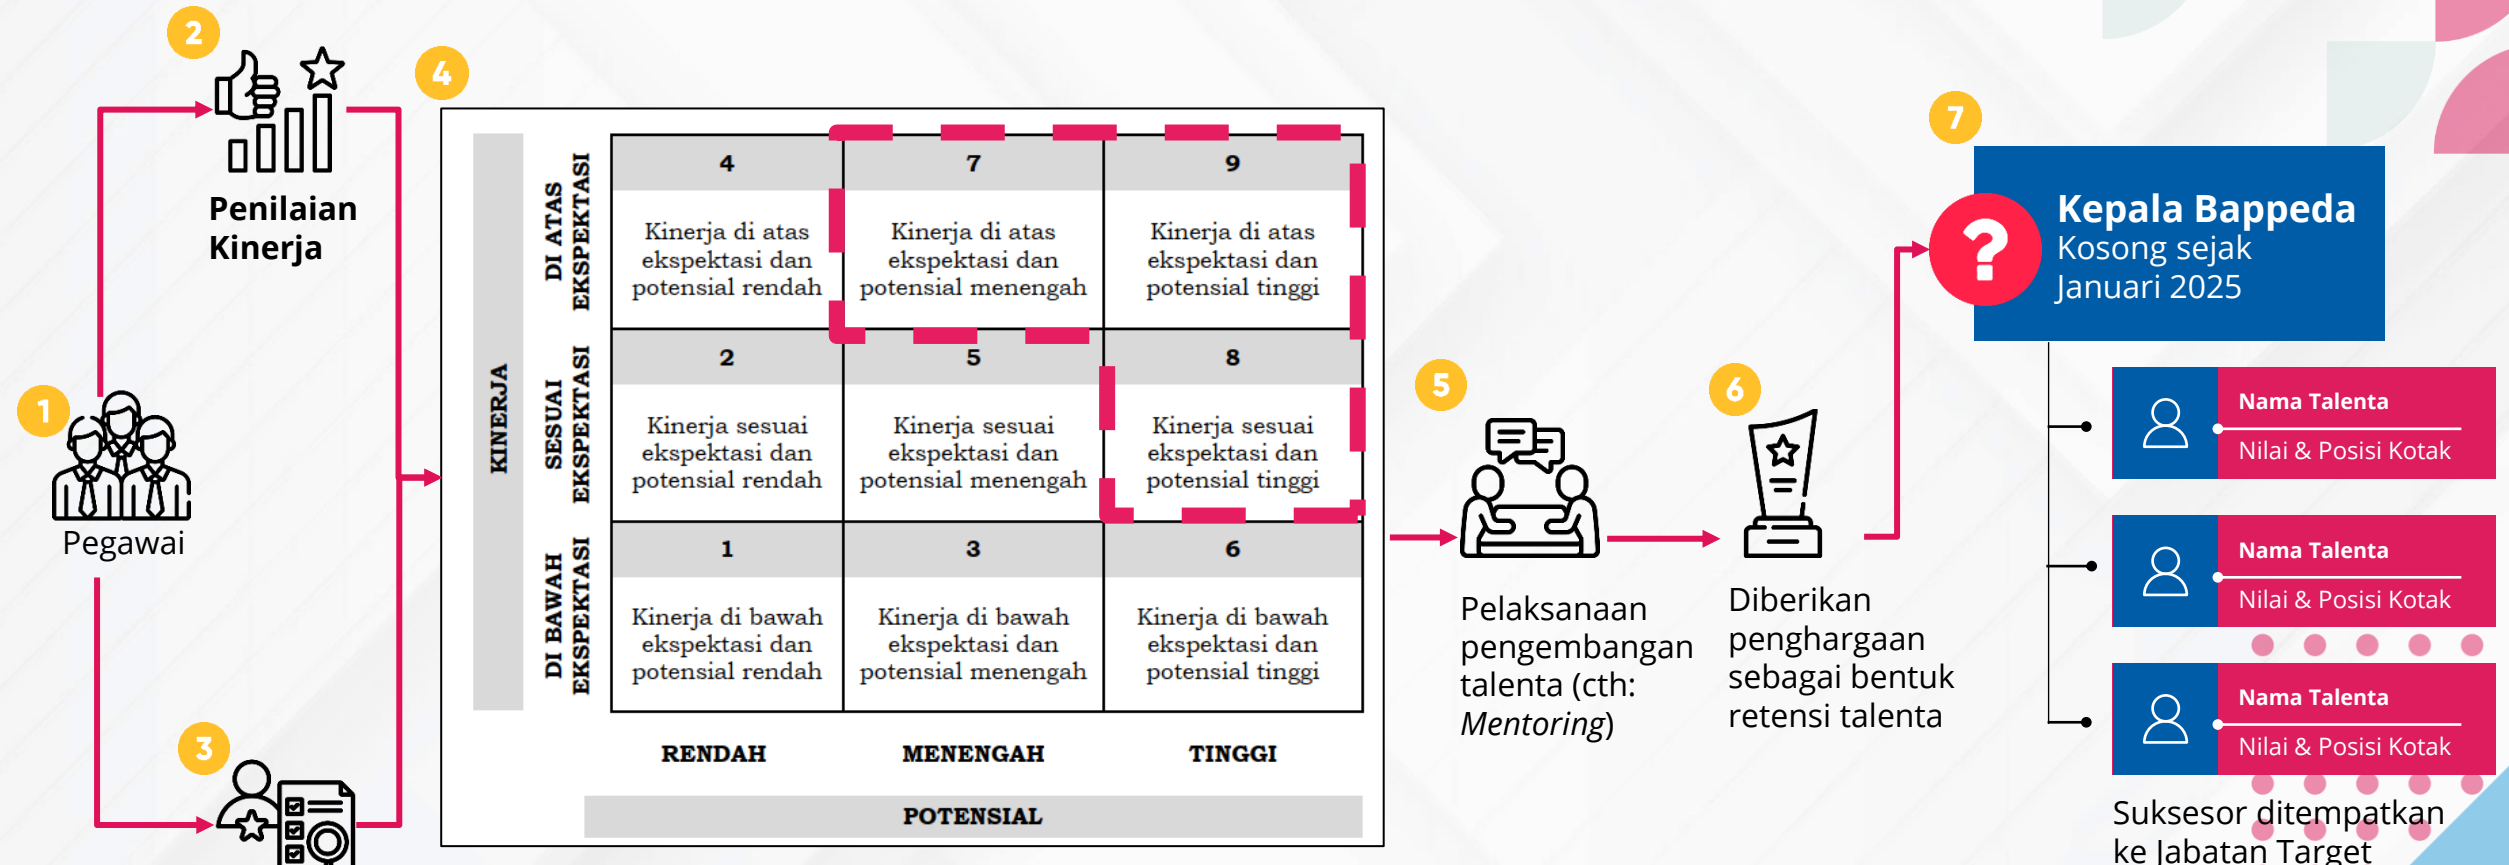 1
Pegawai
2
Penilaian
Kinerja
3
4
KINERJA
DI ATAS
EKSPEKTASI
4
Kinerja di atas
ekspektasi dan
potensial rendah
7
Kinerja di atas
ekspektasi dan
potensial menengah
9
Kinerja di atas
ekspektasi dan
potensial tinggi
SESUAI
EKSPEKTASI
2
Kinerja sesuai
ekspektasi dan
potensial rendah
5
Kinerja sesuai
ekspektasi dan
potensial menengah
8
Kinerja sesuai
ekspektasi dan
potensial tinggi
DI BAWAH
EKSPEKTASI
1
Kinerja di bawah
ekspektasi dan
potensial rendah
3
Kinerja di bawah
ekspektasi dan
potensial menengah
6
Kinerja di bawah
ekspektasi dan
potensial tinggi
RENDAH
MENENGAH
TINGGI
POTENSIAL
5
Pelaksanaan
pengembangan
talenta (cth:
Mentoring)
6
Diberikan
penghargaan
sebagai bentuk
retensi talenta
7
?
Kepala Bappeda
Kosong sejak
Januari 2025
Nama Talenta
Nilai & Posisi Kotak
Nama Talenta
Nilai & Posisi Kotak
Nama Talenta
Nilai & Posisi Kotak
Suksesor ditempatkan
ke Jabatan Target